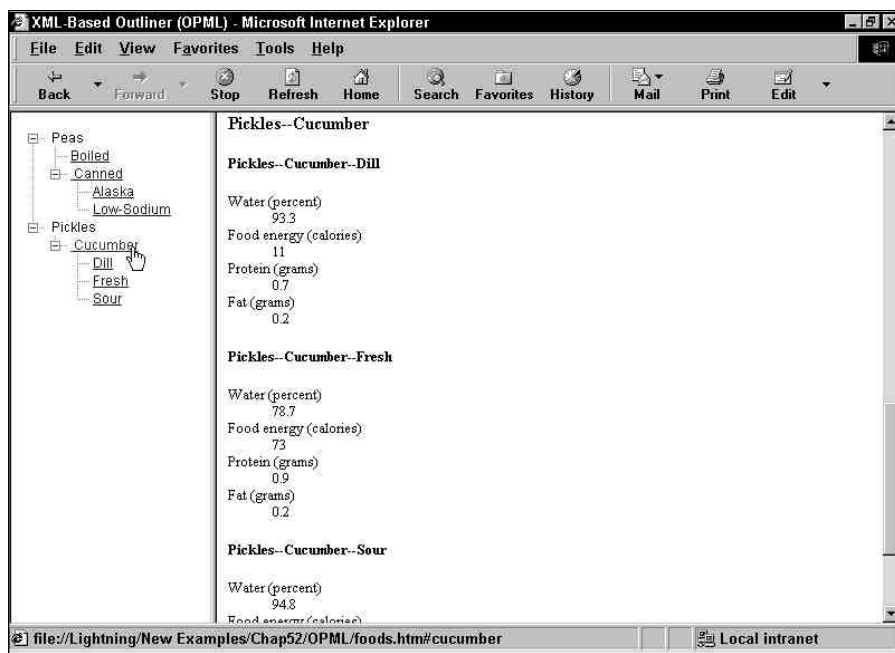 XML-Based Outliner (OPML) - Microsoft Internet Explorer
File Edit View Favorites Tools Help
Back Forward Stop Refresh Home Search Favorites History Mail Print Edit
Peas
Boiled
Canned
Alaska
Low-Sodium
Pickles
Cucumber
Dill
Fresh
Sour
Pickles--Cucumber
Pickles--Cucumber--Dill
Water (percent)
93.3
Food energy (calories)
11
Protein (grams)
0.7
Fat (grams)
0.2
Pickles--Cucumber--Fresh
Water (percent)
78.7
Food energy (calories)
73
Protein (grams)
0.9
Fat (grams)
0.2
Pickles--Cucumber--Sour
Water (percent)
94.8
Food energy (calories)
file://Lightning/New Examples/Chap52/OPML/foods.htm#cucumber
Local intranet